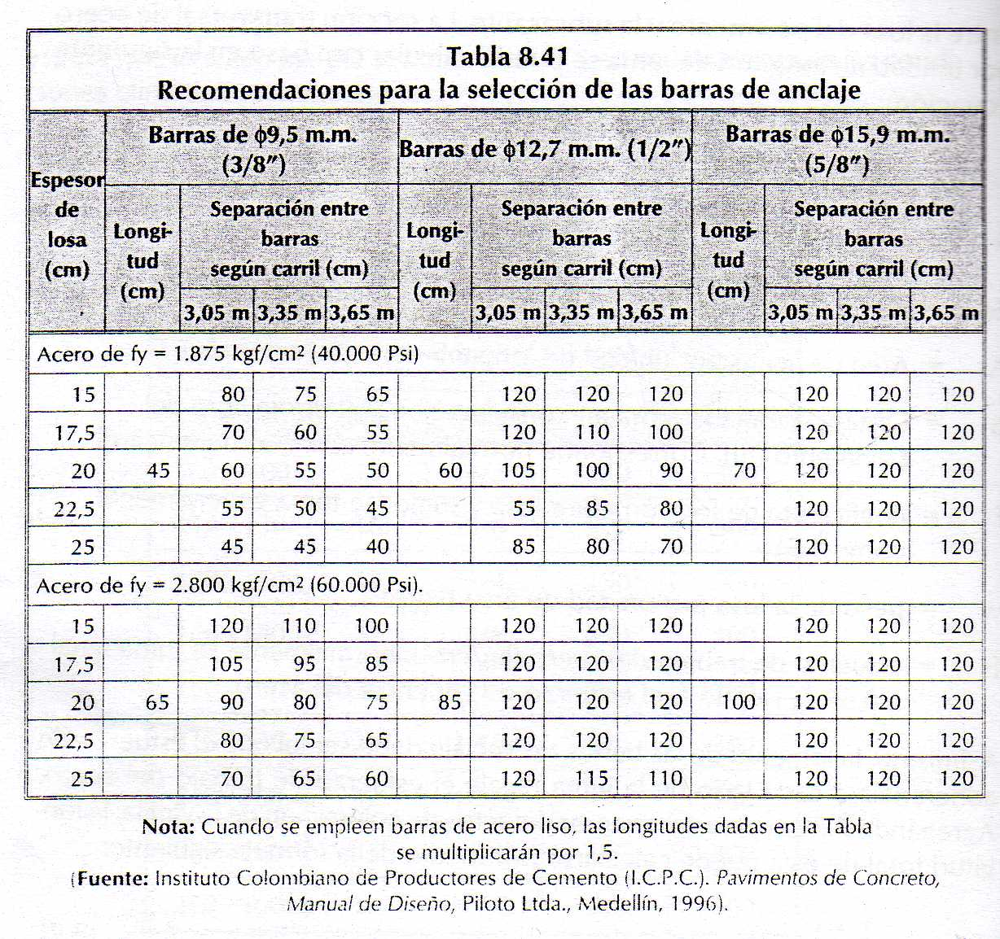 Tabla 8.41
Recomendaciones para la selección de las barras de anclaje
Espesor de losa (cm) | Barras de ϕ9,5 m.m. (3/8″) | Barras de ϕ12,7 m.m. (1/2″) | Barras de ϕ15,9 m.m. (5/8″)
Longi-tud (cm) | Separación entre barras según carril (cm) | Longi-tud (cm) | Separación entre barras según carril (cm) | Longi-tud (cm) | Separación entre barras según carril (cm)
3,05 m | 3,35 m | 3,65 m | 3,05 m | 3,35 m | 3,65 m | 3,05 m | 3,35 m | 3,65 m
Acero de fy = 1.875 kgf/cm2 (40.000 Psi)
15 80 75 65 120 120 120 120 120 120
17,5 70 60 55 120 110 100 120 120 120
20 45 60 55 50 60 105 100 90 70 120 120 120
22,5 55 50 45 55 85 80 120 120 120
25 45 45 40 85 80 70 120 120 120
Acero de fy = 2.800 kgf/cm2 (60.000 Psi).
15 120 110 100 120 120 120 120 120 120
17,5 105 95 85 120 120 120 120 120 120
20 65 90 80 75 85 120 120 120 100 120 120 120
22,5 80 75 65 120 120 120 120 120 120
25 70 65 60 120 115 110 120 120 120
Nota: Cuando se empleen barras de acero liso, las longitudes dadas en la Tabla
se multiplicarán por 1,5.
(Fuente: Instituto Colombiano de Productores de Cemento (I.C.P.C.). Pavimentos de Concreto,
Manual de Diseño, Piloto Ltda., Medellín, 1996).